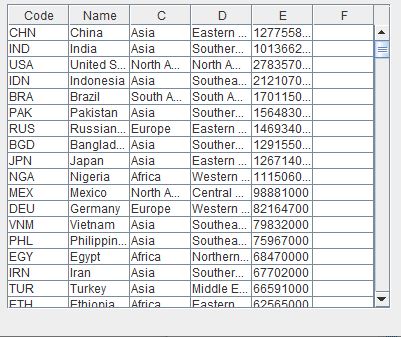 Code Name C D E F
CHN China Asia Eastern ... 1277558...
IND India Asia Souther... 1013662...
USA United S... North A... North A... 2783570...
IDN Indonesia Asia Southea... 2121070...
BRA Brazil South A... South A... 1701150...
PAK Pakistan Asia Souther... 1564830...
RUS Russian... Europe Eastern ... 1469340...
BGD Banglad... Asia Souther... 1291550...
JPN Japan Asia Eastern ... 1267140...
NGA Nigeria Africa Western ... 1115060...
MEX Mexico North A... Central ... 98881000
DEU Germany Europe Western ... 82164700
VNM Vietnam Asia Southea... 79832000
PHL Philippin... Asia Southea... 75967000
EGY Egypt Africa Northern... 68470000
IRN Iran Asia Souther... 67702000
TUR Turkey Asia Middle E... 66591000
ETH Ethiopia Africa Eastern 62565000